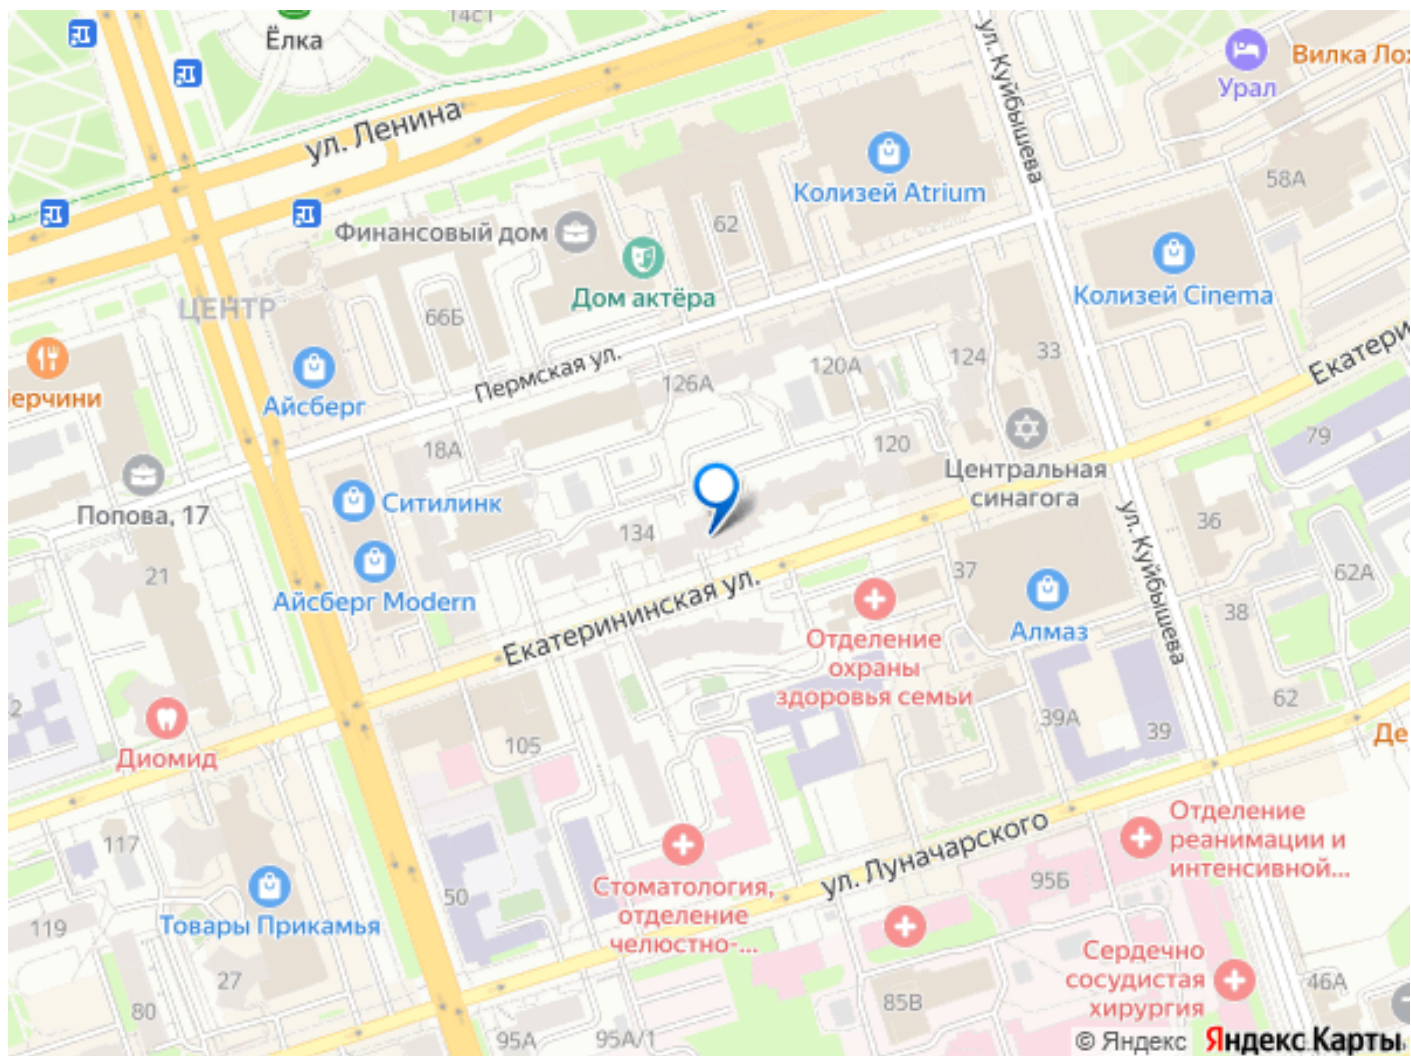 14с1
Ёлка
ул. Ленина
ул. Куйбышева
Урал
Вилка Лож
Колизей Atrium
58А
Финансовый дом
62
Дом актёра
Колизей Cinema
ЦЕНТР
66Б
Пермская ул.
126А
120А
124
33
Екатери
ерчини
Айсберг
18А
120
79
Центральная
синагога
Попова, 17
Ситилинк
134
ул. Куйбышева
36
21
Айсберг Modern
Екатерининская ул.
37
62А
Алмаз
38
Отделение
охраны
здоровья семьи
2
Диомид
105
39А
39
62
Де
117
50
Стоматология,
отделение
челюстно-...
ул. Луначарского
95Б
Отделение
реанимации и
интенсивной...
119
Товары Прикамья
27
80
85В
Сердечно
сосудистая
хирургия
46А
95А
95А/1
© Яндекс Яндекс Карты